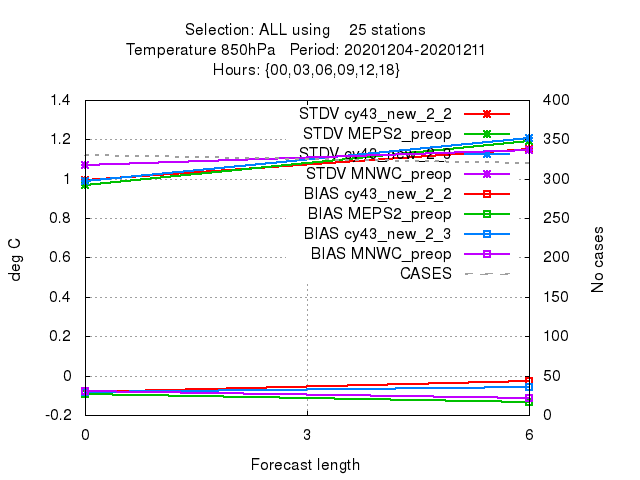 Selection: ALL using 25 stations
Temperature 850hPa Period: 20201204-20201211
Hours: {00,03,06,09,12,18}
1.4
1.2
1
0.8
0.6
0.4
0.2
0
-0.2
deg C
400
350
300
250
200
150
100
50
0
No cases
STDV cy43_new_2_2
STDV MEPS2_preop
STDV cy43_new_2_3
STDV MNWC_preop
BIAS cy43_new_2_2
BIAS MEPS2_preop
BIAS cy43_new_2_3
BIAS MNWC_preop
CASES
0 3 6
Forecast length